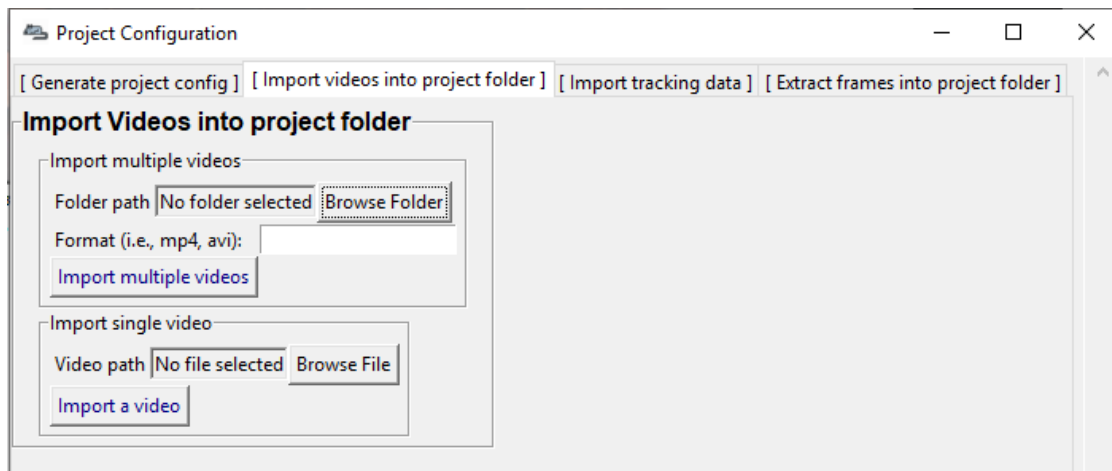 Project Configuration
[ Generate project config ] [ Import videos into project folder ] [ Import tracking data ] [ Extract frames into project folder ]
Import Videos into project folder
Import multiple videos
Folder path No folder selected Browse Folder
Format (i.e., mp4, avi):
Import multiple videos
Import single video
Video path No file selected Browse File
Import a video